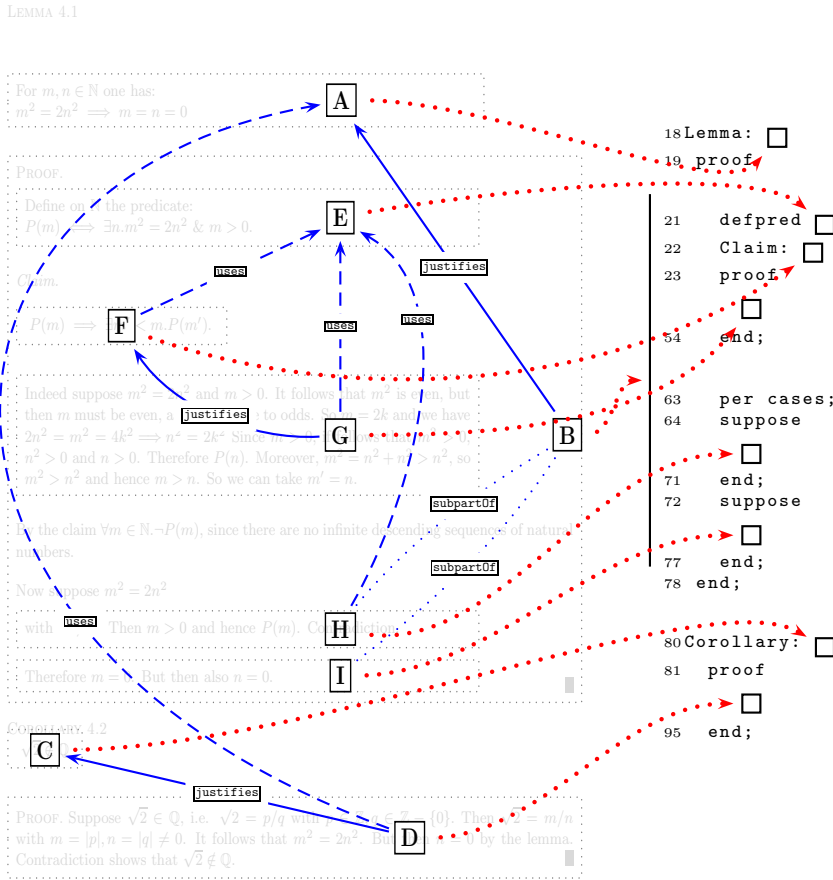 LEMMA 4.1
For m, n ∈ ℕ one has:
m² = 2n² ⟹ m = n = 0
A
18 Lemma:
19 proof
PROOF.
Define on the predicate:
P(m) ⟺ ∃n.m² = 2n² & m > 0.
E
21 defpred
22 Claim:
23 proof
justifies
uses
Claim.
F
P(m) ⟹ < m.P(m′).
uses
uses
54 end;
Indeed suppose m² = and m > 0. It follows that m² is even, but
then m must be even, a to odds. So m = 2k and we have
2n² = m² = 4k² ⟹ n² = 2k² Since that
n² > 0 and n > 0. Therefore P(n). Moreover, m² = n² + n² > n², so
m² > n² and hence m > n. So we can take m′ = n.
justifies
G
B
63 per cases;
64 suppose
71 end;
72 suppose
subpartOf
By the claim ∀m ∈ ℕ.¬P(m), since there are no infinite descending sequences of natural
numbers.
subpartOf
77 end;
78 end;
Now suppose m² = 2n²
uses
with Then m > 0 and hence P(m).
H
Therefore m = But then also n = 0.
I
80 Corollary:
81 proof
COROLLARY 4.2
C
95 end;
justifies
PROOF. Suppose √2 ∈ ℚ, i.e. √2 = p/q with {0}. Then √2 = m/n
with m = |p|, n = |q| ≠ 0. It follows that m² = 2n². But = 0 by the lemma.
Contradiction shows that √2 ∉ ℚ.
D